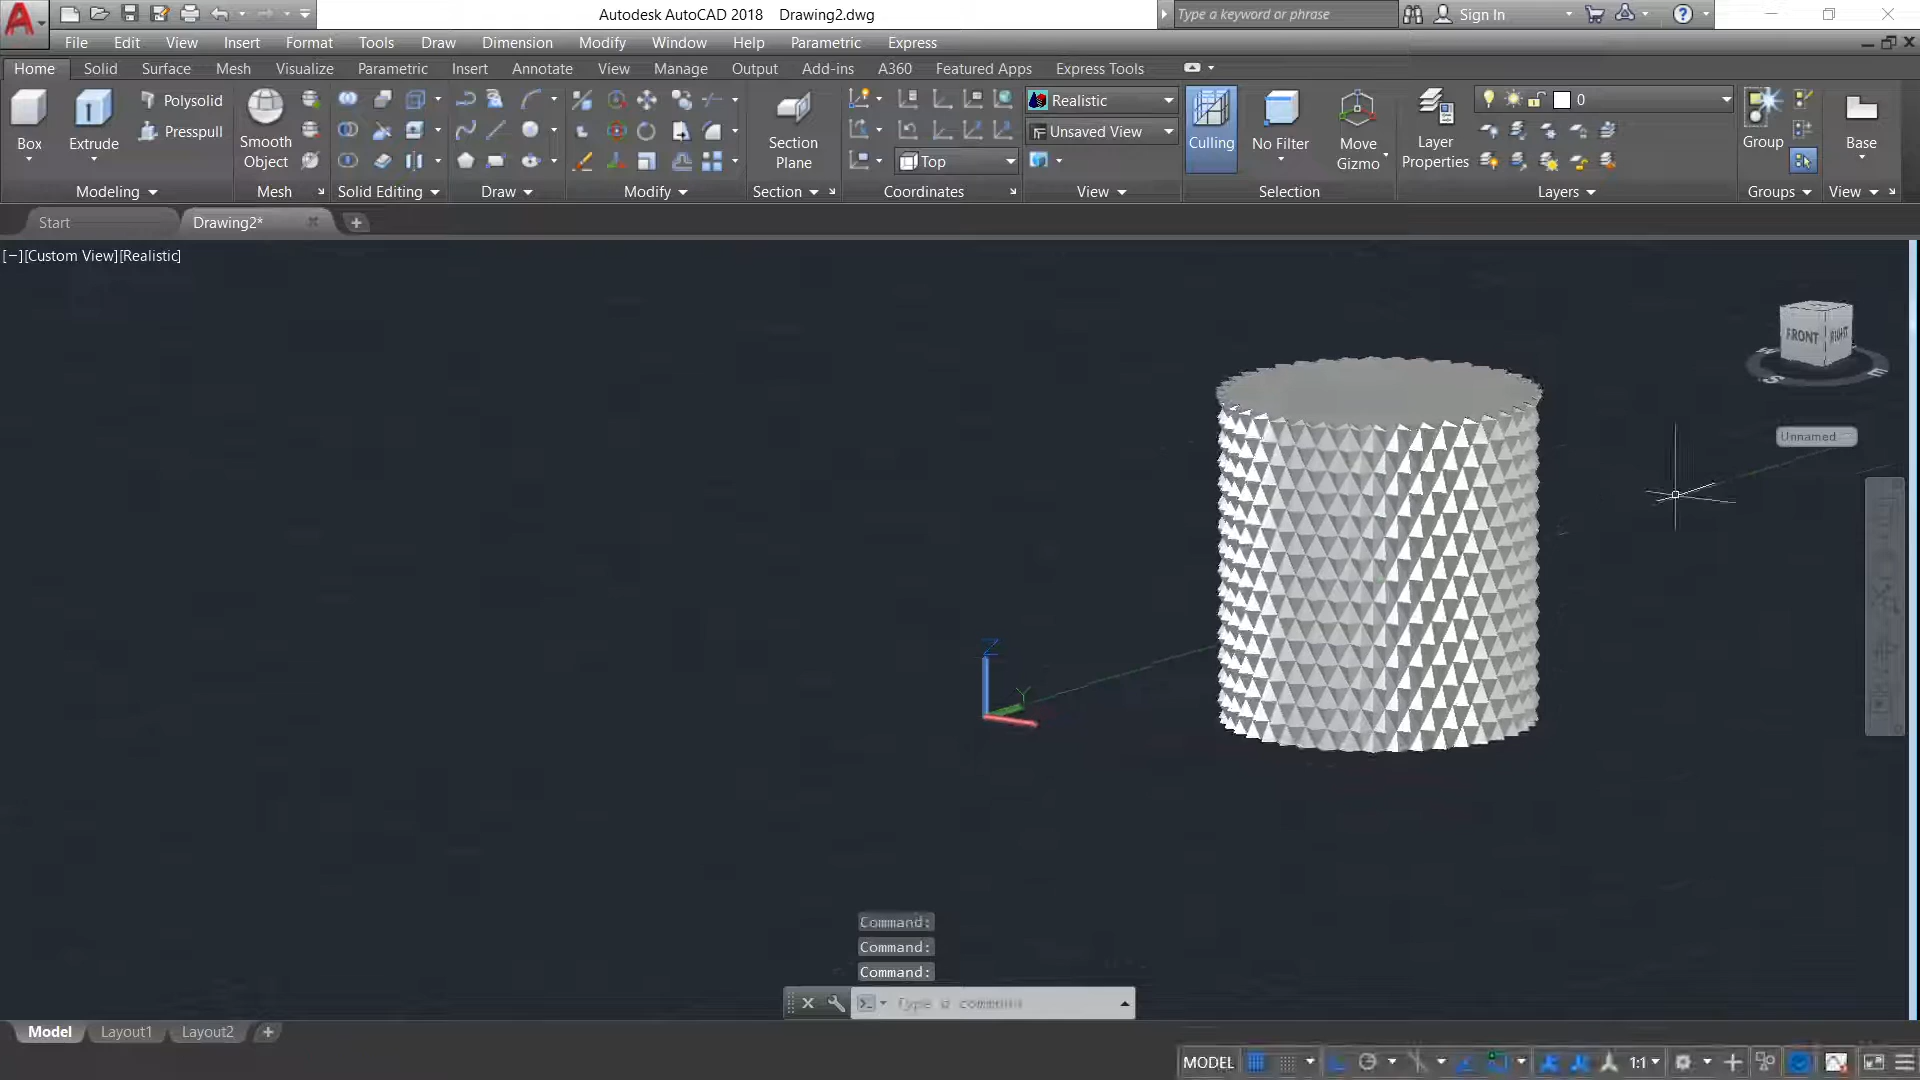 Autodesk AutoCAD 2018 Drawing2.dwg
Type a keyword or phrase
Sign In
File Edit View Insert Format Tools Draw Dimension Modify Window Help Parametric Express
Home Solid Surface Mesh Visualize Parametric Insert Annotate View Manage Output Add-ins A360 Featured Apps Express Tools
Box
Extrude
Polysolid
Presspull
Smooth
Object
Section
Plane
Top
Realistic
Unsaved View
Culling
No Filter
Move
Gizmo
Layer
Properties
0
Group
Base
Modeling Mesh Solid Editing Draw Modify Section Coordinates View Selection Layers Groups View
Start Drawing2*
[−][Custom View][Realistic]
FRONT RIGHT
S E
Unnamed
Z
Y
Command:
Command:
Command:
Type a command
Model Layout1 Layout2
MODEL 1:1